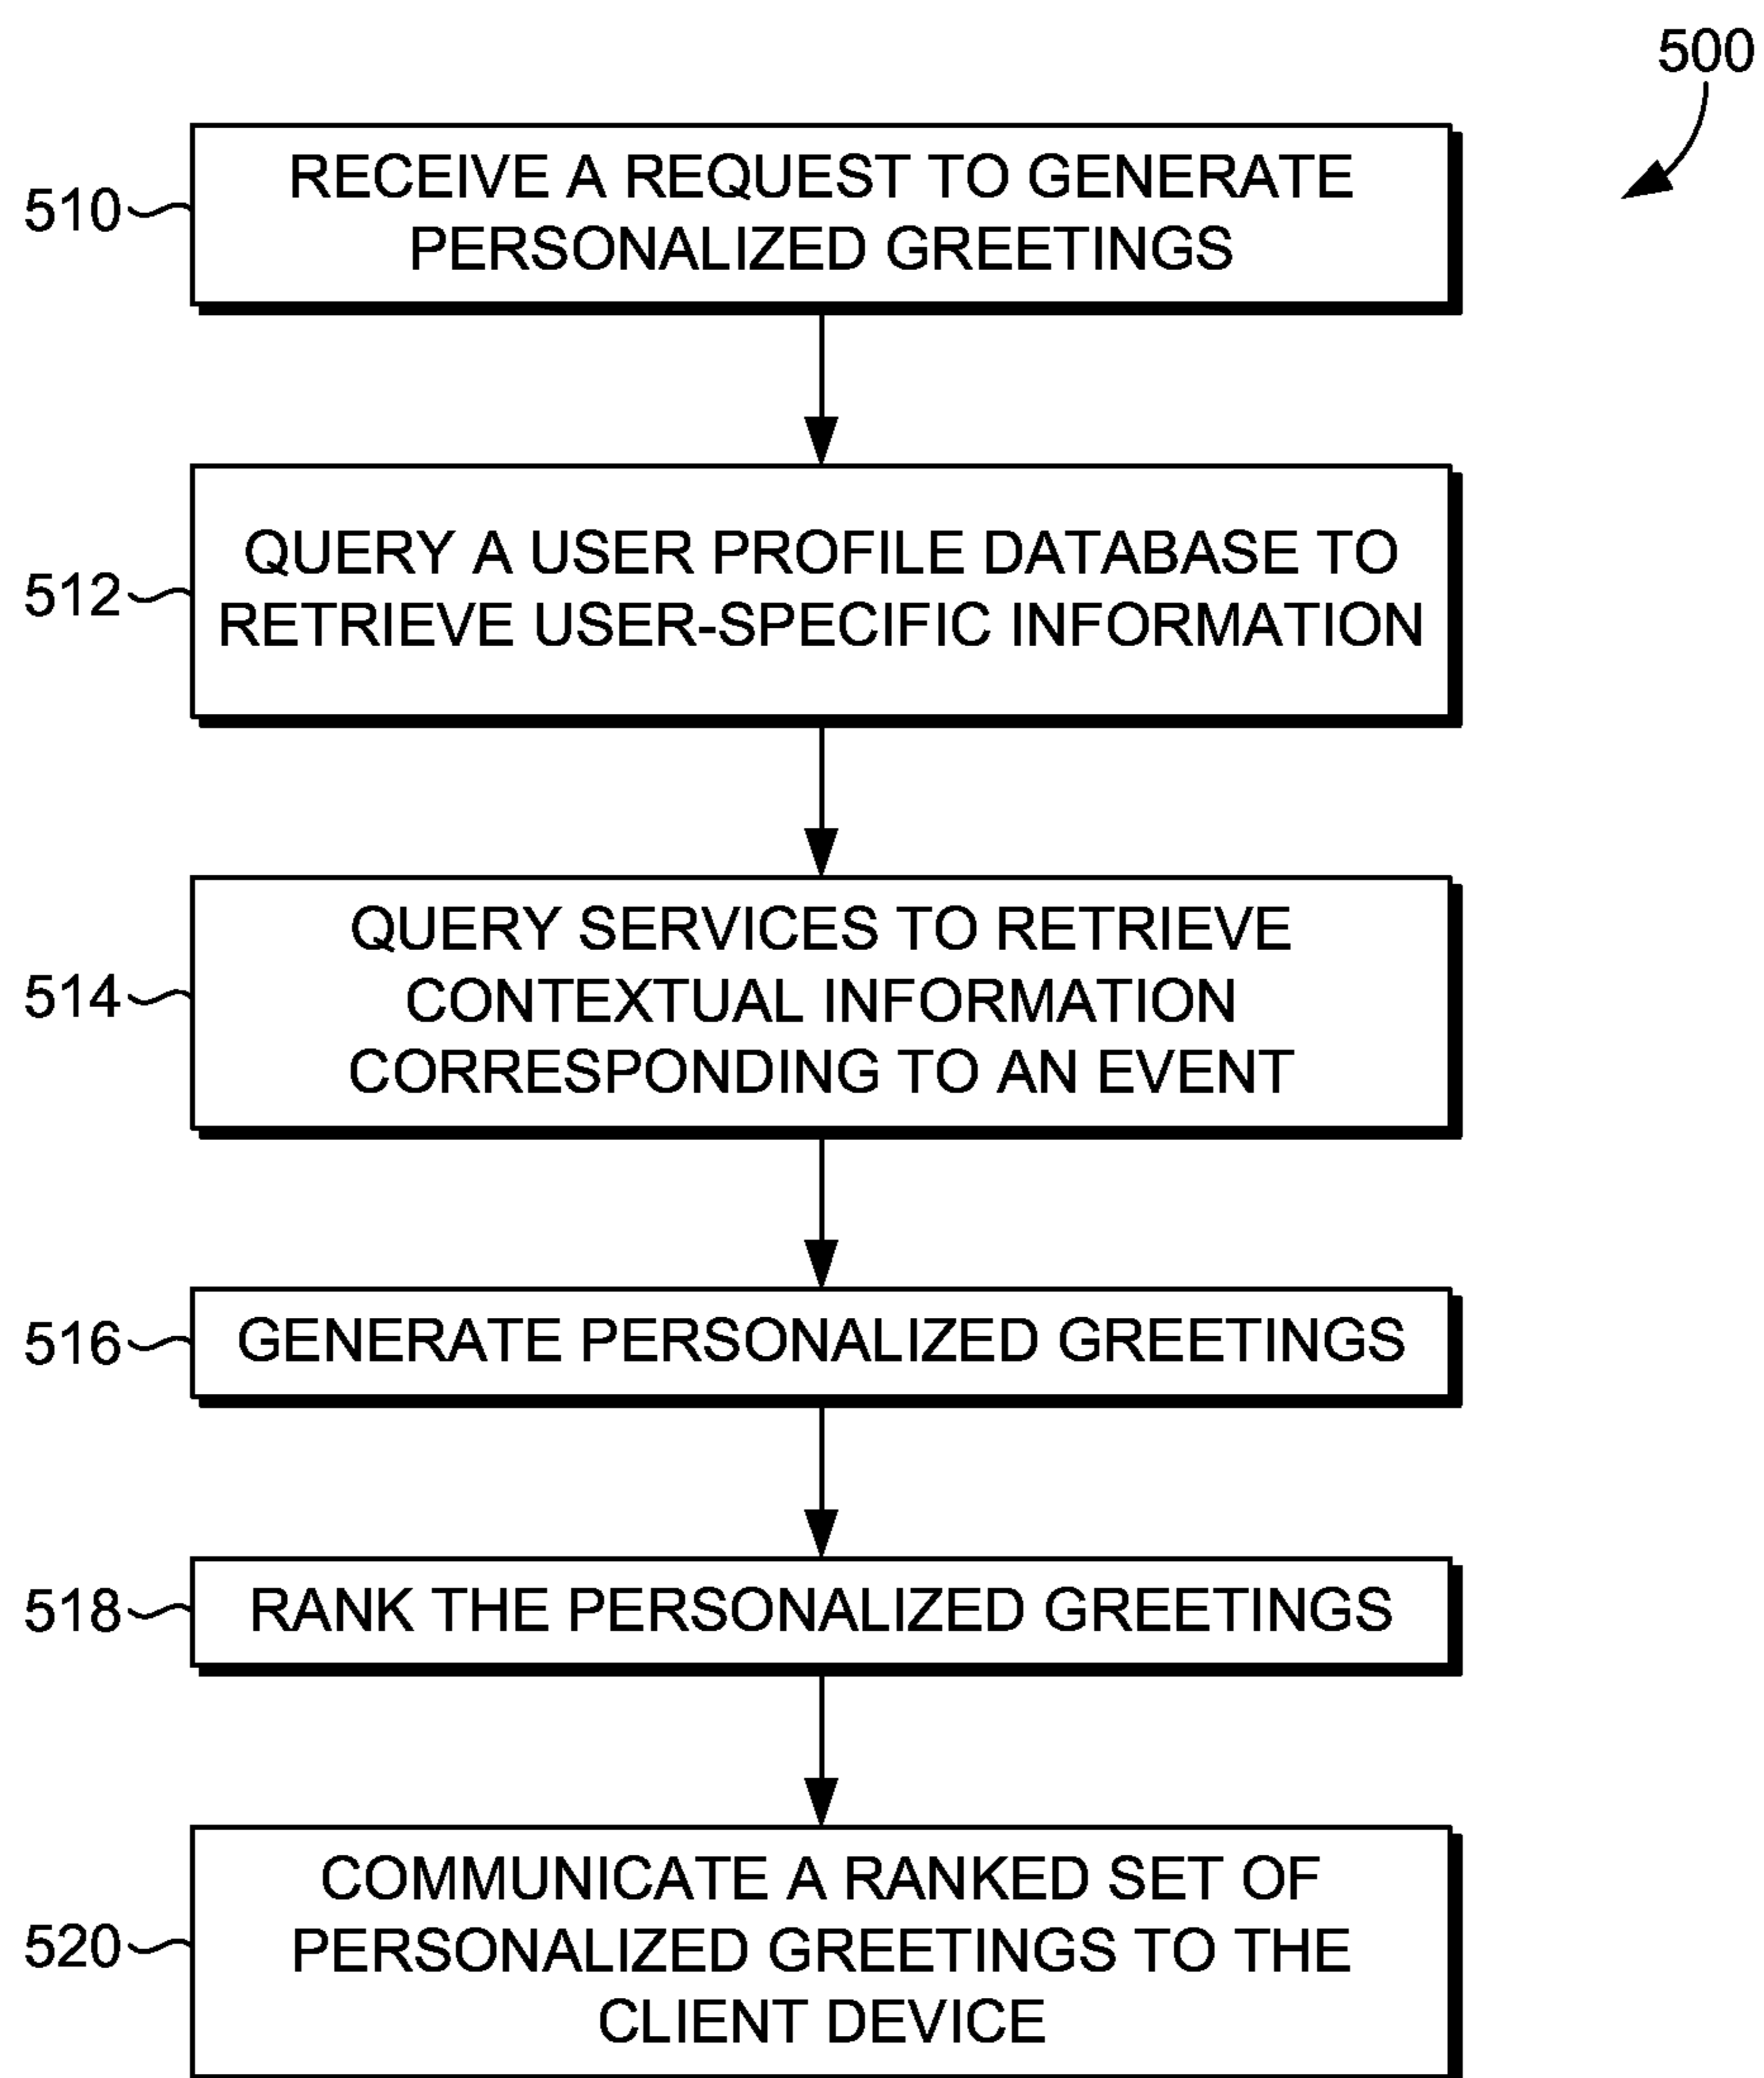 500
510
RECEIVE A REQUEST TO GENERATE
PERSONALIZED GREETINGS
512
QUERY A USER PROFILE DATABASE TO
RETRIEVE USER-SPECIFIC INFORMATION
514
QUERY SERVICES TO RETRIEVE
CONTEXTUAL INFORMATION
CORRESPONDING TO AN EVENT
516
GENERATE PERSONALIZED GREETINGS
518
RANK THE PERSONALIZED GREETINGS
520
COMMUNICATE A RANKED SET OF
PERSONALIZED GREETINGS TO THE
CLIENT DEVICE